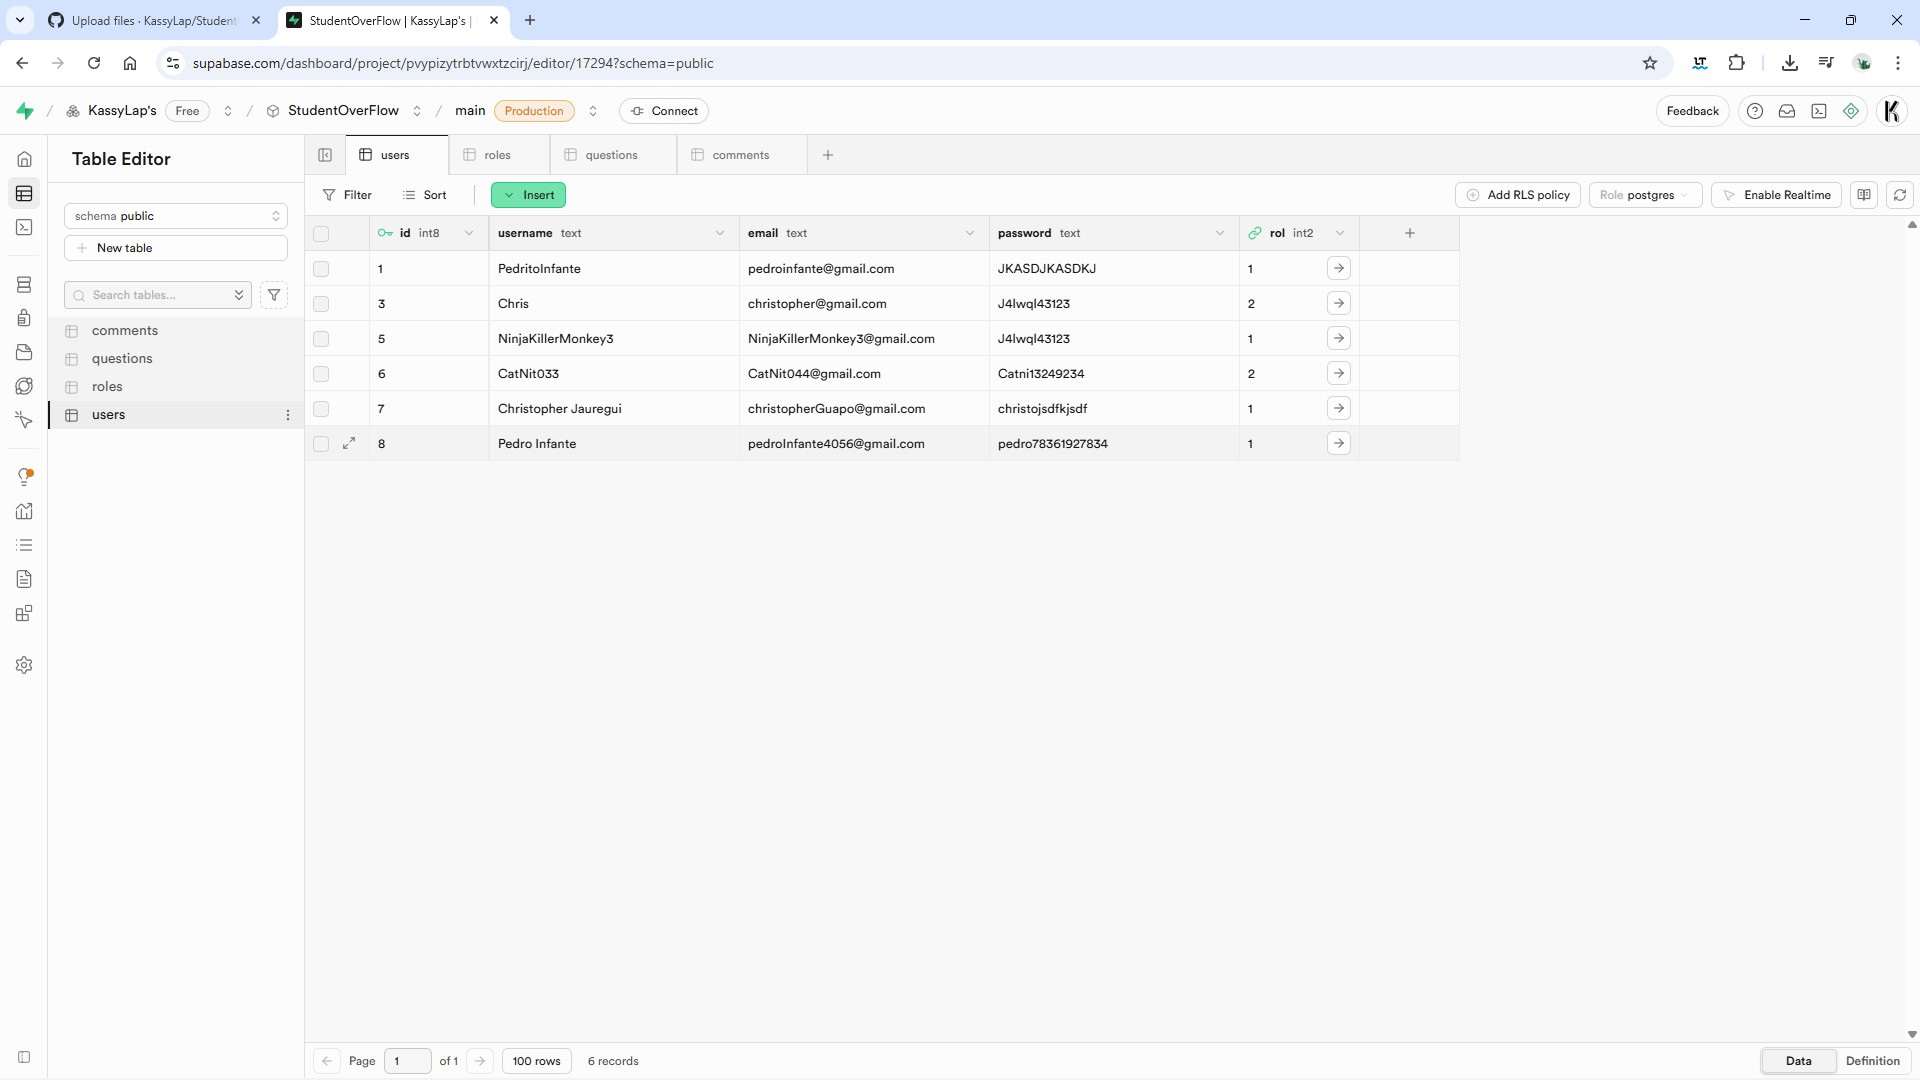 Upload files · KassyLap/Student
StudentOverFlow | KassyLap's |
supabase.com/dashboard/project/pvypizytrbtvwxtzcirj/editor/17294?schema=public
LT
KassyLap's Free
StudentOverFlow
main Production
Connect
Feedback
Table Editor
users
roles
questions
comments
schema public
New table
Search tables...
comments
questions
roles
users
Filter
Sort
Insert
Add RLS policy
Role postgres
Enable Realtime
id int8 username text email text password text rol int2
1 PedritoInfante pedroinfante@gmail.com JKASDJKASDKJ 1
3 Chris christopher@gmail.com J4lwql43123 2
5 NinjaKillerMonkey3 NinjaKillerMonkey3@gmail.com J4lwql43123 1
6 CatNit033 CatNit044@gmail.com Catni13249234 2
7 Christopher Jauregui christopherGuapo@gmail.com christojsdfkjsdf 1
8 Pedro Infante pedroInfante4056@gmail.com pedro78361927834 1
Page 1 of 1
100 rows
6 records
Data
Definition